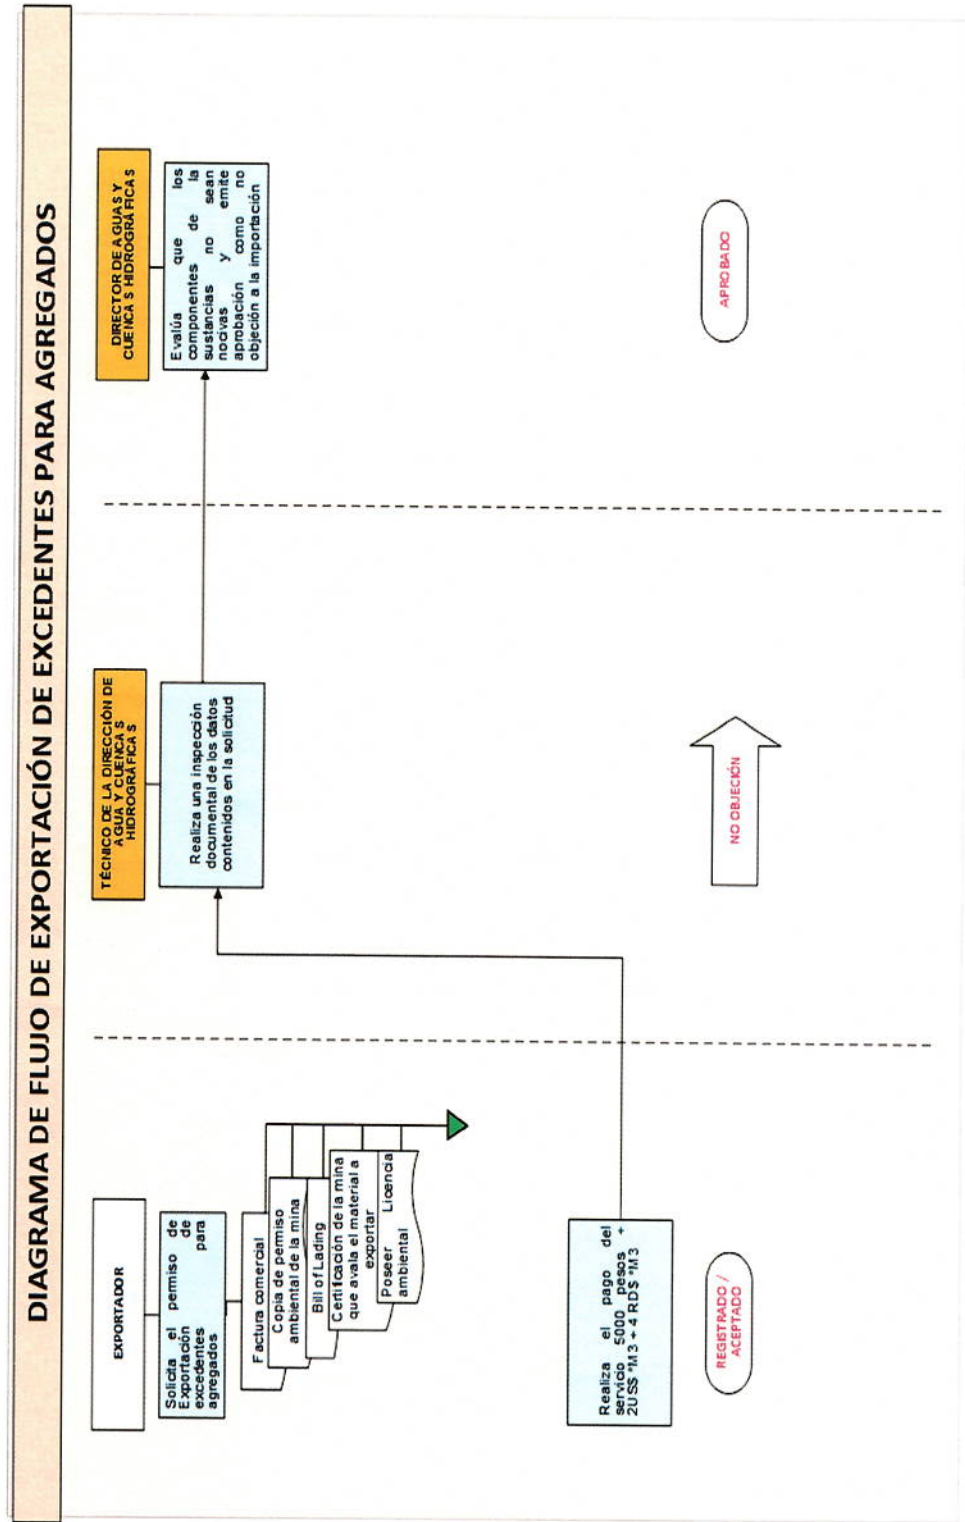 DIAGRAMA DE FLUJO DE EXPORTACIÓN DE EXCEDENTES PARA AGREGADOS
EXPORTADOR
Solicita el permiso de
Exportación de
excedentes para
agregados
Factura comercial
Copia de permiso
ambiental de la mina
Bill of Lading
Certificación de la mina
que avala el material a
exportar
Poseer Licencia
ambiental
Realiza el pago del
servicio 5000 pesos +
2US$ *M3 + 4 RD$ *M3
REGISTRADO /
ACEPTADO
TÉCNICO DE LA DIRECCIÓN DE
AGUA Y CUENCAS
HIDROGRÁFICAS
Realiza una inspección
documental de los datos
contenidos en la solicitud
NO OBJECIÓN
DIRECTOR DE AGUAS Y
CUENCAS HIDROGRÁFICAS
Evalúa que los
componentes de la
sustancias no sean
nocivas y emite
aprobación como no
objeción a la importación
APROBADO